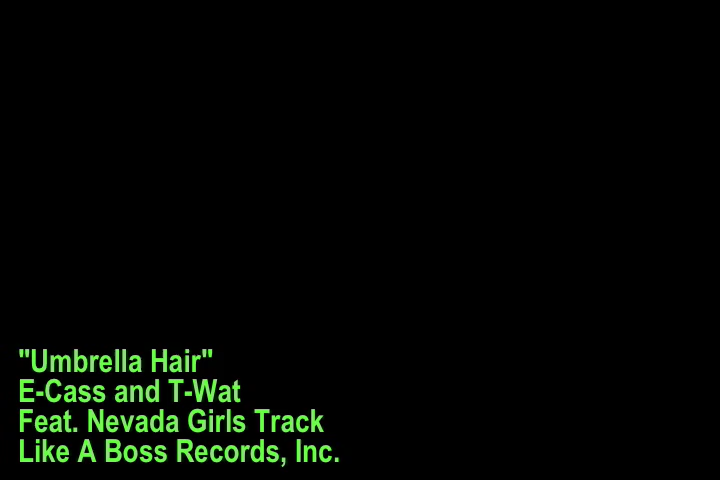 "Umbrella Hair"
E-Cass and T-Wat
Feat. Nevada Girls Track
Like A Boss Records, Inc.